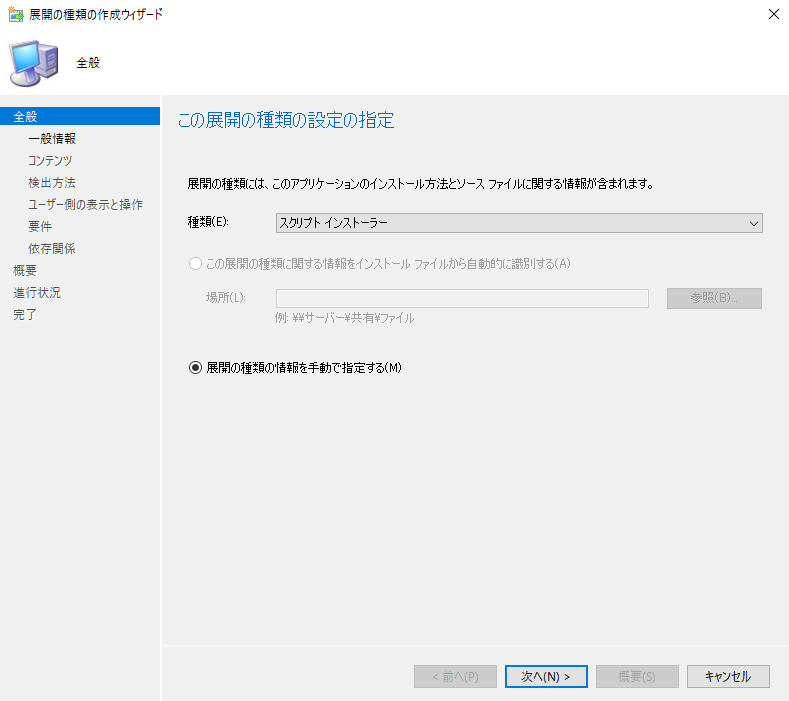 展開の種類の作成ウィザード
全般
全般
一般情報
コンテンツ
検出方法
ユーザー側の表示と操作
要件
依存関係
概要
進行状況
完了
この展開の種類の設定の指定
展開の種類には、このアプリケーションのインストール方法とソース ファイルに関する情報が含まれます。
種類(E): スクリプト インストーラー
この展開の種類に関する情報をインストール ファイルから自動的に識別する(A)
場所(L): 参照(B)...
例: ¥¥サーバー¥共有¥ファイル
展開の種類の情報を手動で指定する(M)
< 前へ(P) 次へ(N) > 概要(S) キャンセル